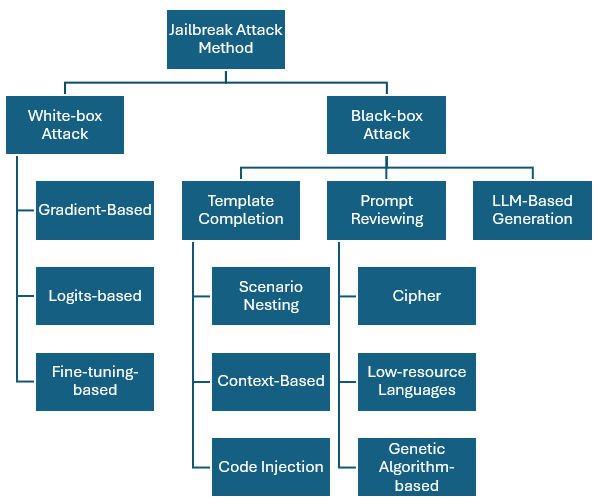 Jailbreak Attack
Method
White-box
Attack
Black-box
Attack
Gradient-Based
Logits-based
Fine-tuning-
based
Template
Completion
Scenario
Nesting
Context-Based
Code Injection
Prompt
Reviewing
Cipher
Low-resource
Languages
Genetic
Algorithm-
based
LLM-Based
Generation